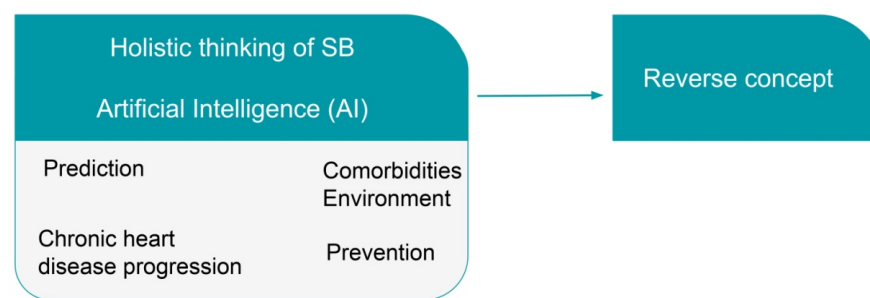 Holistic thinking of SB
Artificial Intelligence (AI)
Reverse concept
Prediction
Comorbidities
Environment
Chronic heart
disease progression
Prevention